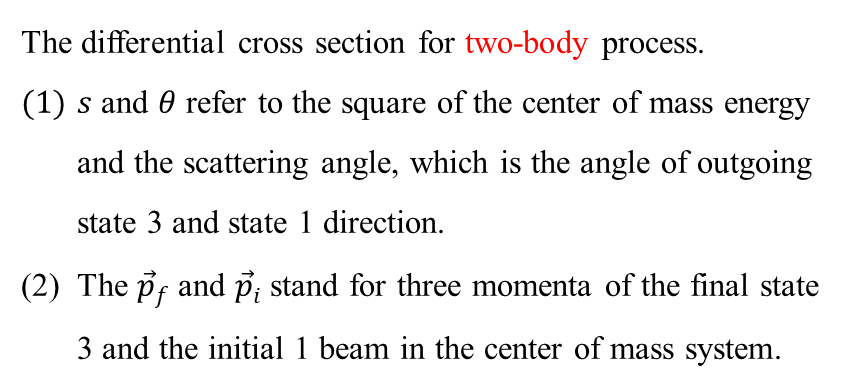 The differential cross section for two-body process.
(1) s and θ refer to the square of the center of mass energy
and the scattering angle, which is the angle of outgoing
state 3 and state 1 direction.
(2) The p⃗_f and p⃗_i stand for three momenta of the final state
3 and the initial 1 beam in the center of mass system.